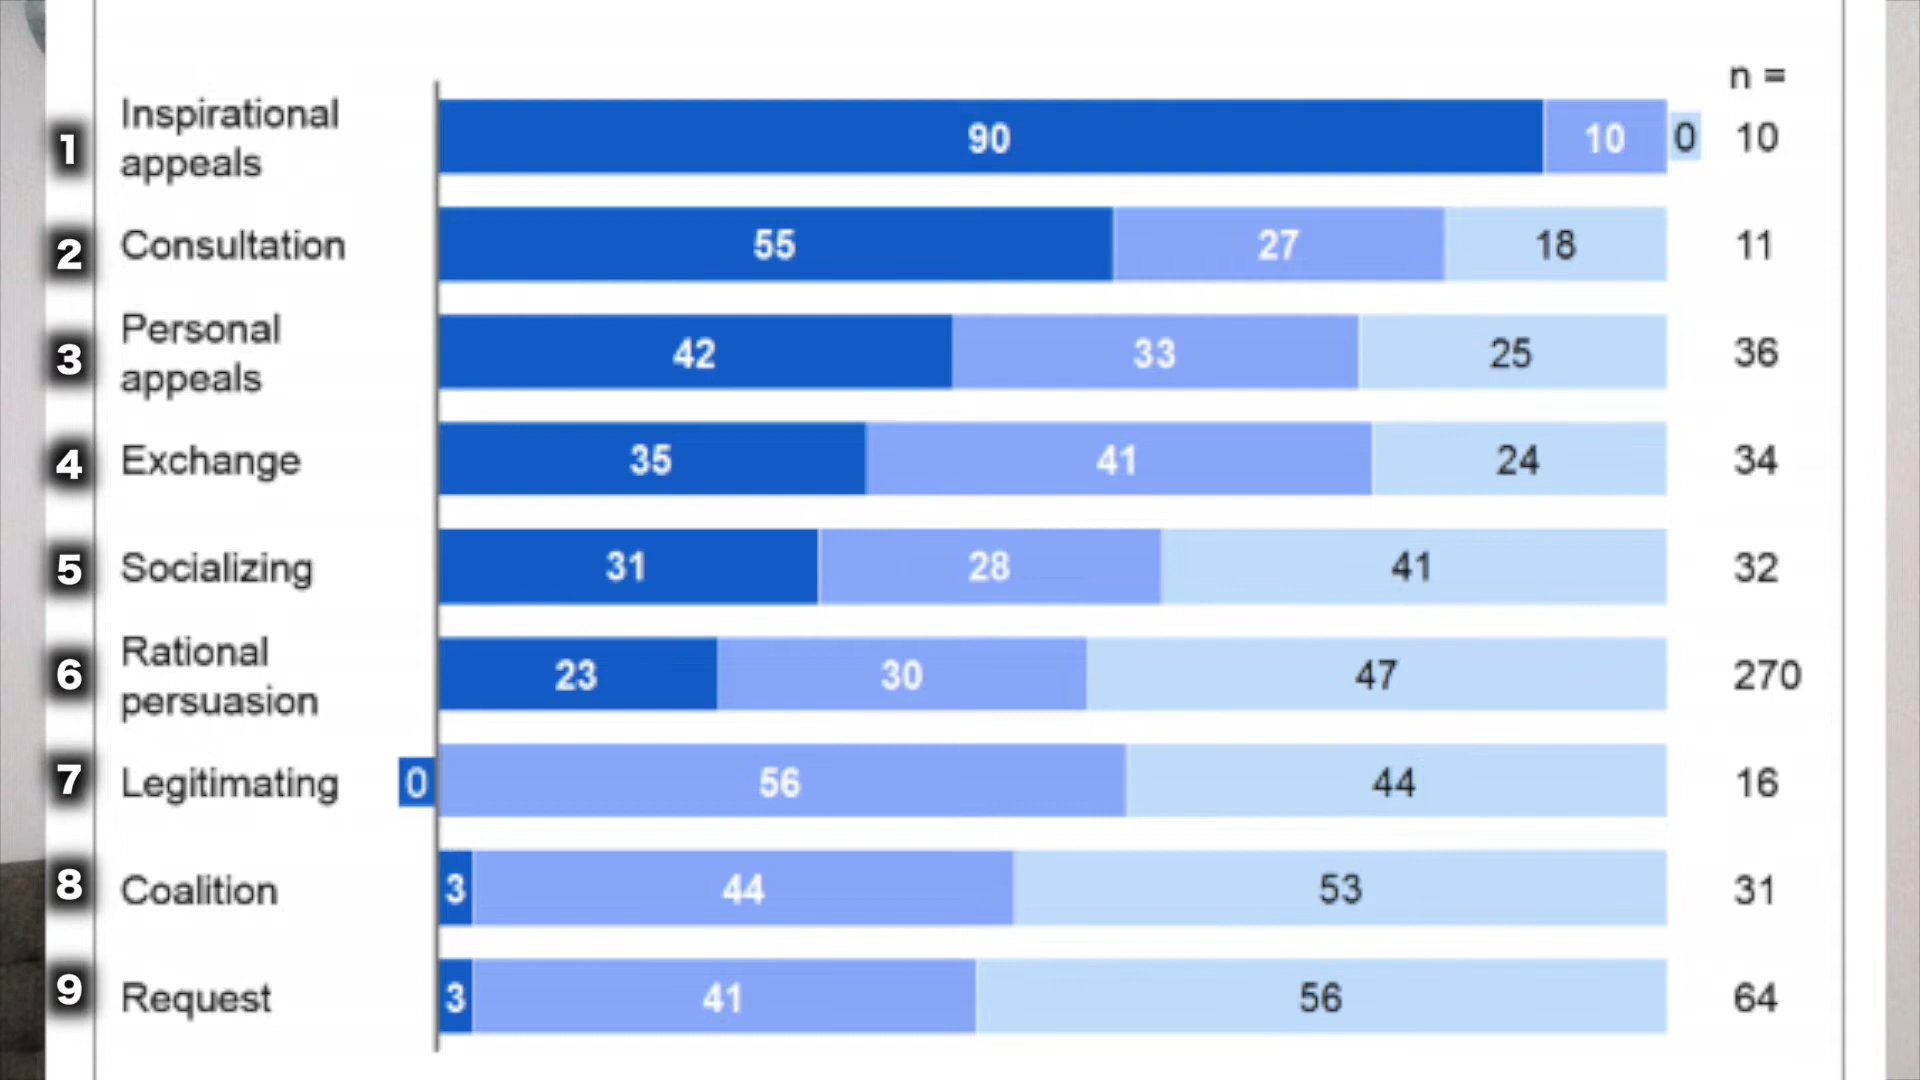 n =
1 Inspirational appeals 90 10 0 10
2 Consultation 55 27 18 11
3 Personal appeals 42 33 25 36
4 Exchange 35 41 24 34
5 Socializing 31 28 41 32
6 Rational persuasion 23 30 47 270
7 Legitimating 0 56 44 16
8 Coalition 3 44 53 31
9 Request 3 41 56 64